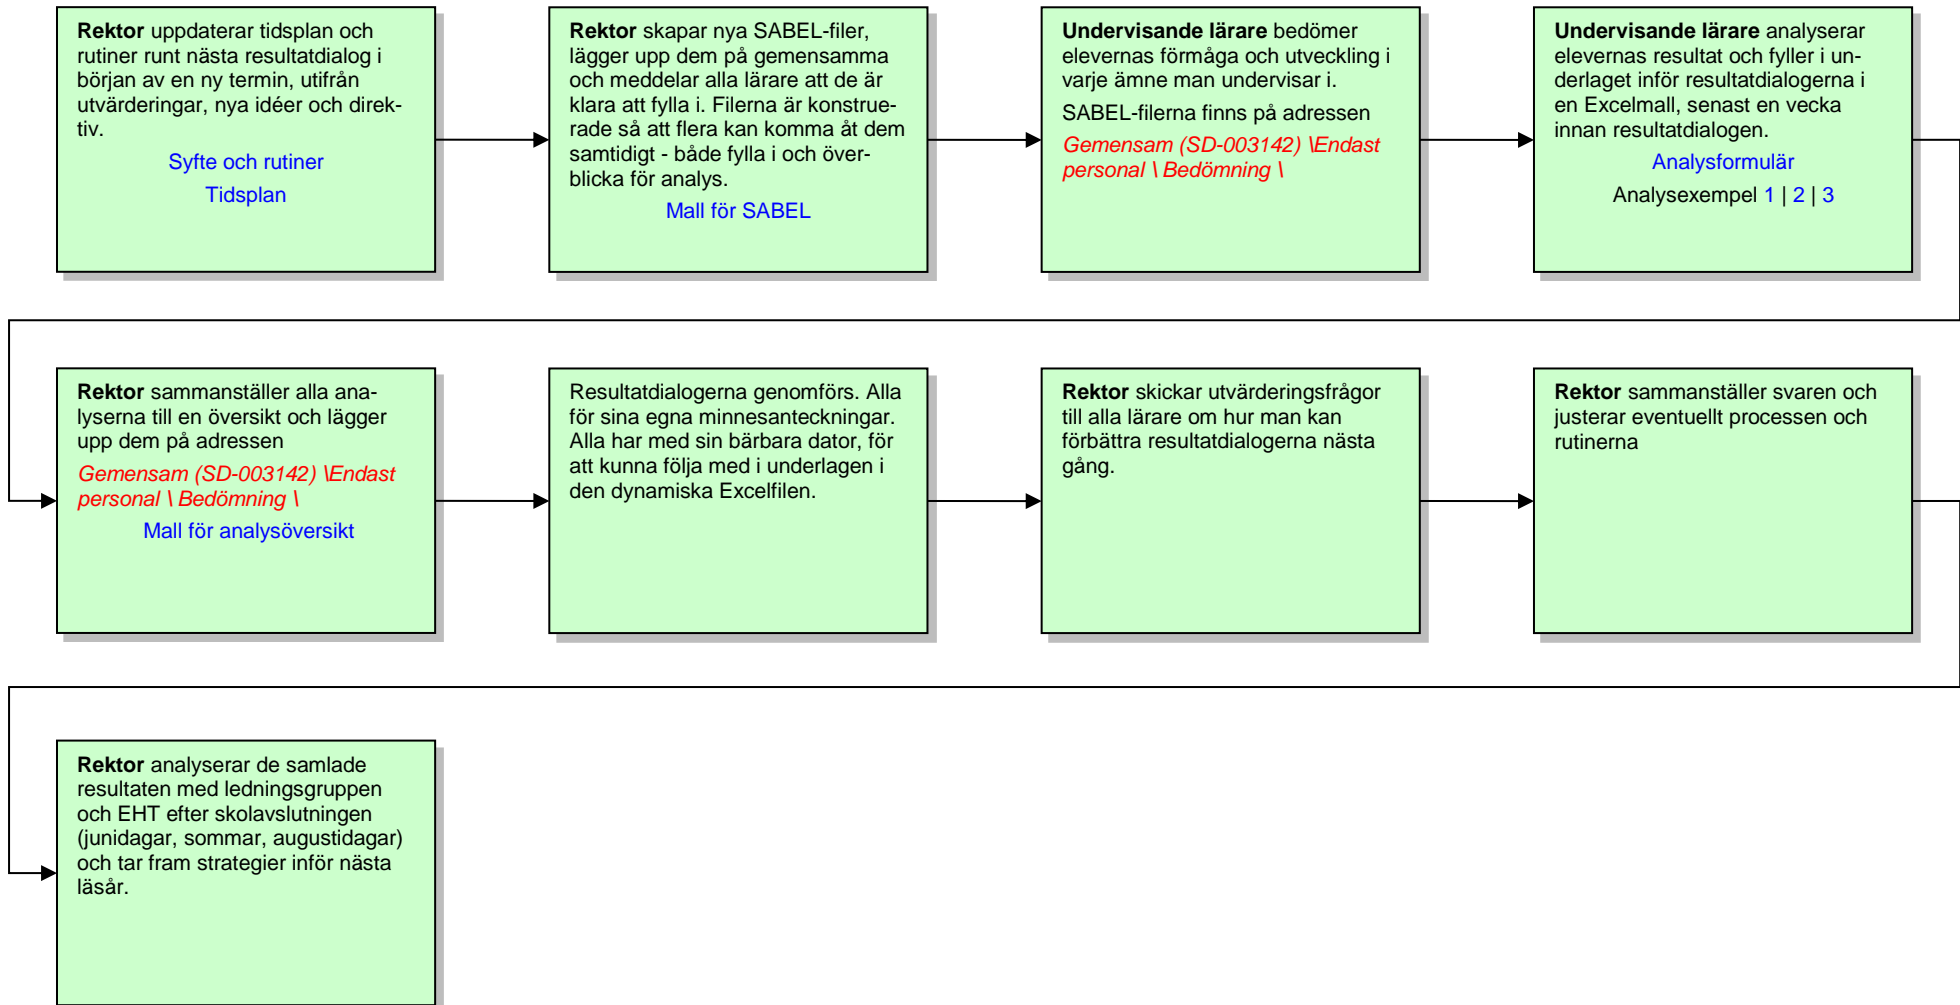 Rektor uppdaterar tidsplan och
rutiner runt nästa resultatdialog i
början av en ny termin, utifrån
utvärderingar, nya idéer och direk-
tiv.
Syfte och rutiner
Tidsplan
Rektor skapar nya SABEL-filer,
lägger upp dem på gemensamma
och meddelar alla lärare att de är
klara att fylla i. Filerna är konstrue-
rade så att flera kan komma åt dem
samtidigt - både fylla i och över-
blicka för analys.
Mall för SABEL
Undervisande lärare bedömer
elevernas förmåga och utveckling i
varje ämne man undervisar i.
SABEL-filerna finns på adressen
Gemensam (SD-003142) \Endast
personal \ Bedömning \
Undervisande lärare analyserar
elevernas resultat och fyller i un-
derlaget inför resultatdialogerna i
en Excelmall, senast en vecka
innan resultatdialogen.
Analysformulär
Analysexempel 1 | 2 | 3
Rektor sammanställer alla ana-
lyserna till en översikt och lägger
upp dem på adressen
Gemensam (SD-003142) \Endast
personal \ Bedömning \
Mall för analysöversikt
Resultatdialogerna genomförs. Alla
för sina egna minnesanteckningar.
Alla har med sin bärbara dator, för
att kunna följa med i underlagen i
den dynamiska Excelfilen.
Rektor skickar utvärderingsfrågor
till alla lärare om hur man kan
förbättra resultatdialogerna nästa
gång.
Rektor sammanställer svaren och
justerar eventuellt processen och
rutinerna
Rektor analyserar de samlade
resultaten med ledningsgruppen
och EHT efter skolavslutningen
(junidagar, sommar, augustidagar)
och tar fram strategier inför nästa
läsår.